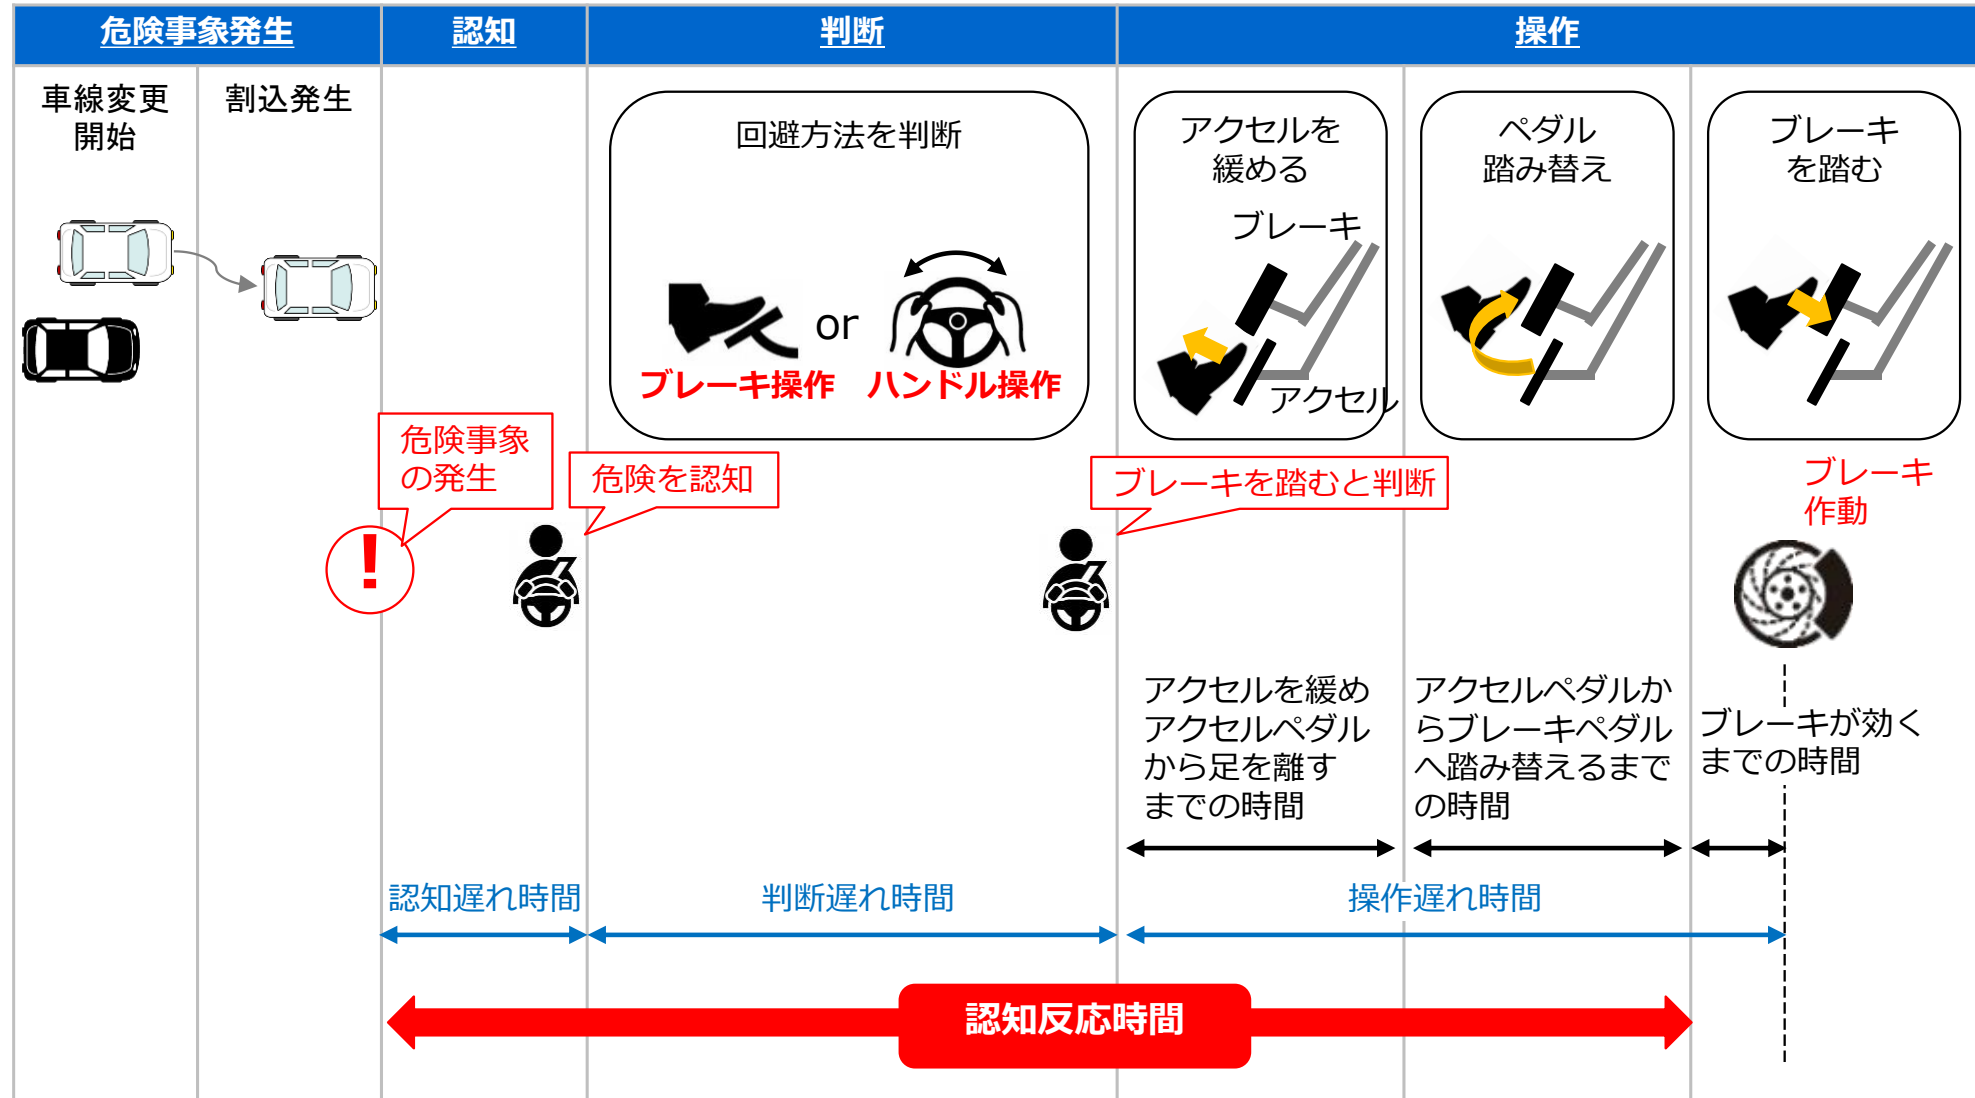 危険事象発生
認知
判断
操作
車線変更
開始
割込発生
回避方法を判断
or
ブレーキ操作
ハンドル操作
アクセルを
緩める
ブレーキ
アクセル
ペダル
踏み替え
ブレーキ
を踏む
危険事象
の発生
!
危険を認知
ブレーキを踏むと判断
ブレーキ
作動
アクセルを緩め
アクセルペダル
から足を離す
までの時間
アクセルペダルか
らブレーキペダル
へ踏み替えるまで
の時間
ブレーキが効く
までの時間
認知遅れ時間
判断遅れ時間
操作遅れ時間
認知反応時間